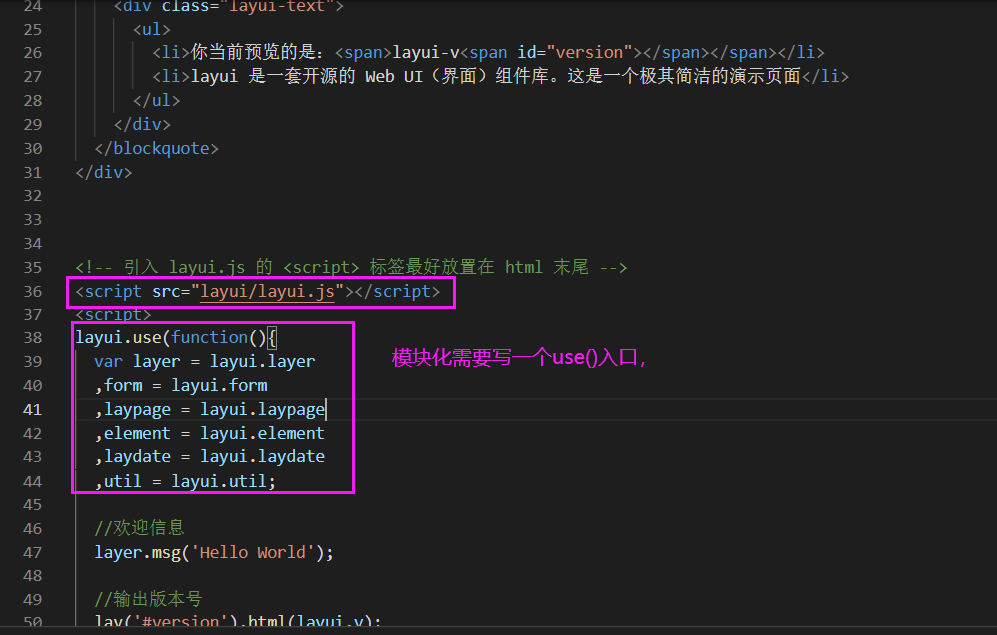 24 <div class="layui-text">
25 <ul>
26 <li>你当前预览的是：<span>layui-v<span id="version"></span></span></li>
27 <li>layui 是一套开源的 Web UI（界面）组件库。这是一个极其简洁的演示页面</li>
28 </ul>
29 </div>
30 </blockquote>
31 </div>
32
33
34
35 <!-- 引入 layui.js 的 <script> 标签最好放置在 html 末尾 -->
36 <script src="layui/layui.js"></script>
37 <script>
38 layui.use(function(){
39 var layer = layui.layer
模块化需要写一个use()入口，
40 ,form = layui.form
41 ,laypage = layui.laypage
42 ,element = layui.element
43 ,laydate = layui.laydate
44 ,util = layui.util;
45
46 //欢迎信息
47 layer.msg('Hello World');
48
49 //输出版本号
50 lay('#version').html(layui.v);